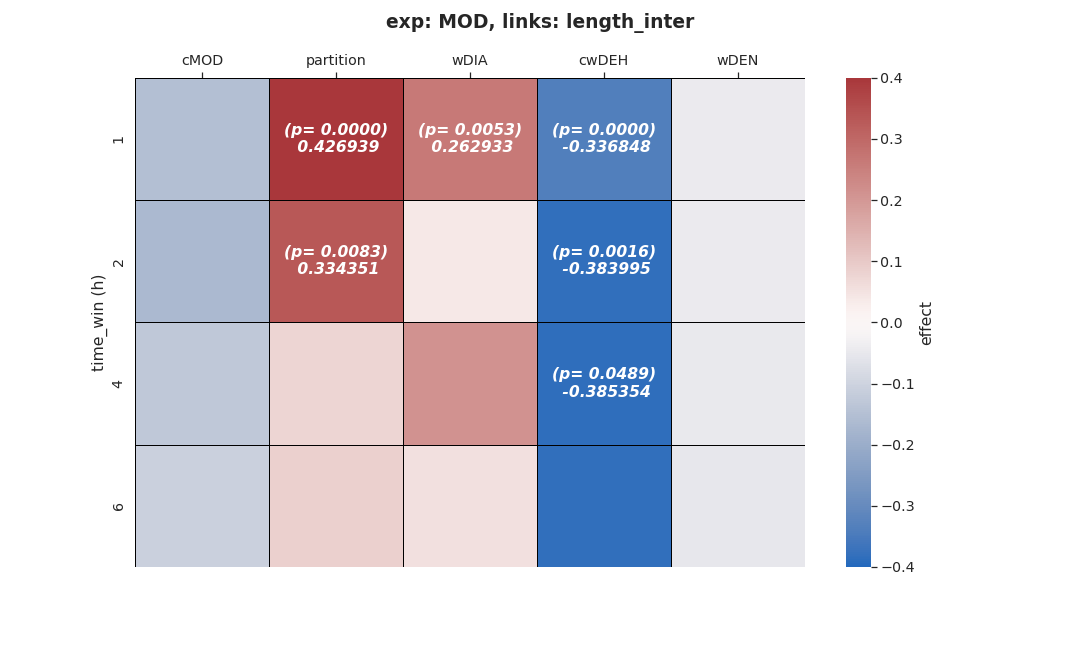 exp: MOD, links: length_inter
cMOD partition wDIA cwDEH wDEN
time_win (h)
1
(p= 0.0000)
0.426939
(p= 0.0053)
0.262933
(p= 0.0000)
-0.336848
2
(p= 0.0083)
0.334351
(p= 0.0016)
-0.383995
4
(p= 0.0489)
-0.385354
6
0.4
0.3
0.2
0.1
0.0
−0.1
−0.2
−0.3
−0.4
effect